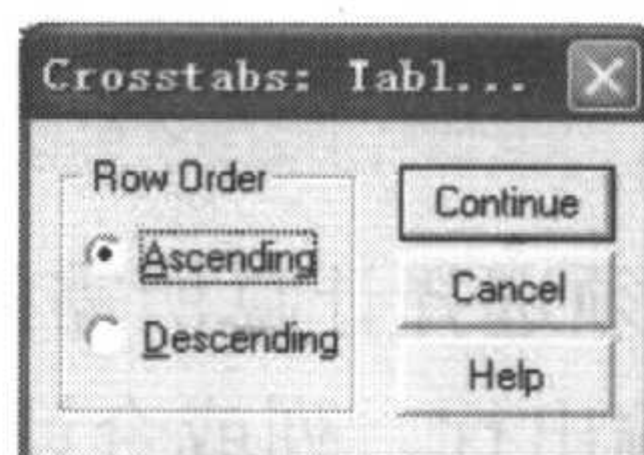 Crosstabs: Tabl...
Row Order
Ascending
Descending
Continue
Cancel
Help